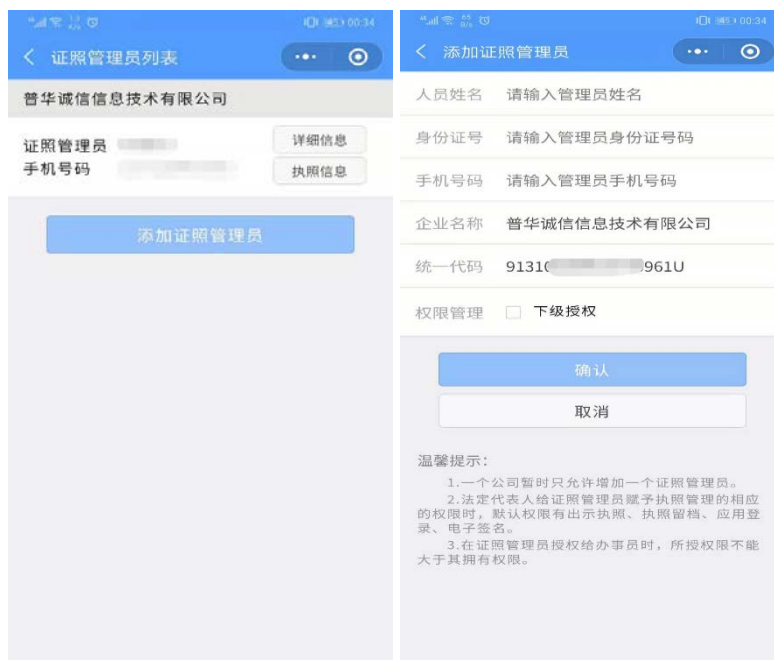 00:34
证照管理员列表
普华诚信信息技术有限公司
证照管理员
详细信息
手机号码
执照信息
添加证照管理员
00:34
添加证照管理员
人员姓名 请输入管理员姓名
身份证号 请输入管理员身份证号码
手机号码 请输入管理员手机号码
企业名称 普华诚信信息技术有限公司
统一代码 9131 961U
权限管理 下级授权
确认
取消
温馨提示:
1.一个公司暂时只允许增加一个证照管理员。
2.法定代表人给证照管理员赋予执照管理的相应
的权限时，默认权限有出示执照、执照留档、应用登
录、电子签名。
3.在证照管理员授权给办事员时，所授权限不能
大于其拥有权限。